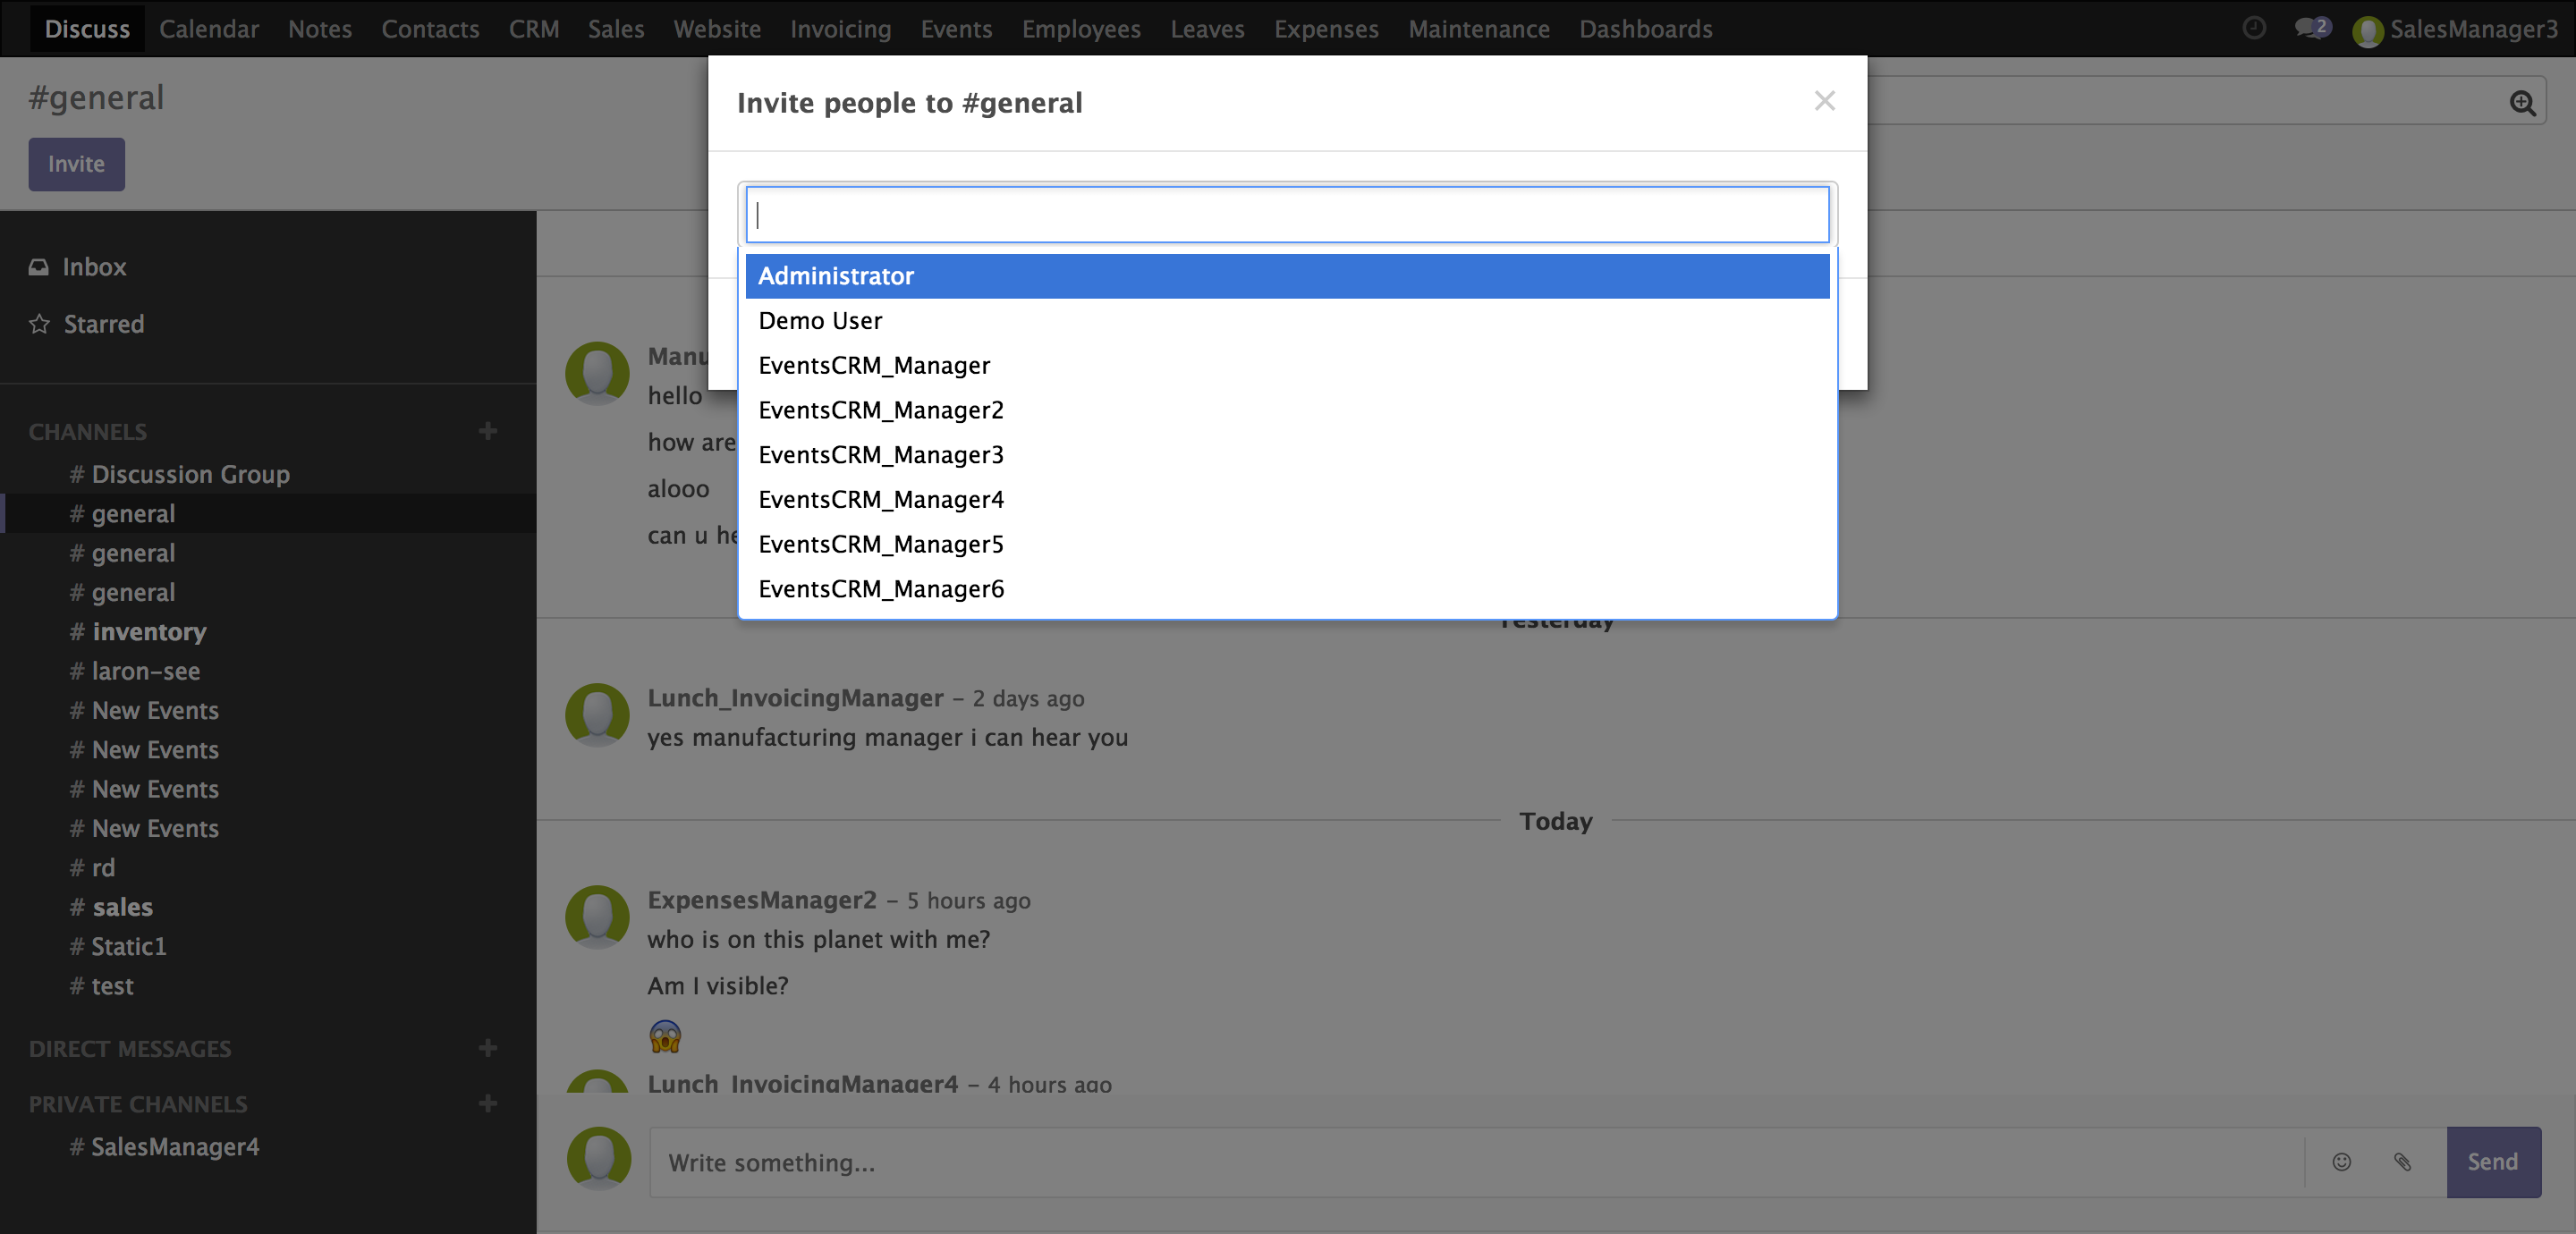 Discuss Calendar Notes Contacts CRM Sales Website Invoicing Events Employees Leaves Expenses Maintenance Dashboards 2 SalesManager3
#general
Invite
Inbox
Starred
CHANNELS
# Discussion Group
# general
# general
# general
# inventory
# laron-see
# New Events
# New Events
# New Events
# New Events
# rd
# sales
# Static1
# test
DIRECT MESSAGES
PRIVATE CHANNELS
# SalesManager4
Invite people to #general
Administrator
Demo User
EventsCRM_Manager
EventsCRM_Manager2
EventsCRM_Manager3
EventsCRM_Manager4
EventsCRM_Manager5
EventsCRM_Manager6
hello
how are
alooo
can u
Yesterday
Lunch_InvoicingManager – 2 days ago
yes manufacturing manager i can hear you
Today
ExpensesManager2 – 5 hours ago
who is on this planet with me?
Am I visible?
Lunch_InvoicingManager4 – 4 hours ago
Write something...
Send